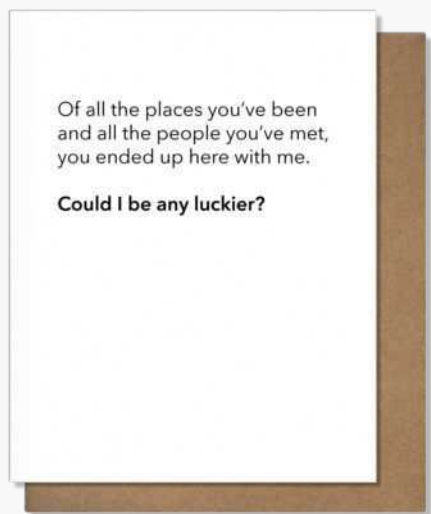 Of all the places you’ve been
and all the people you’ve met,
you ended up here with me.
Could I be any luckier?